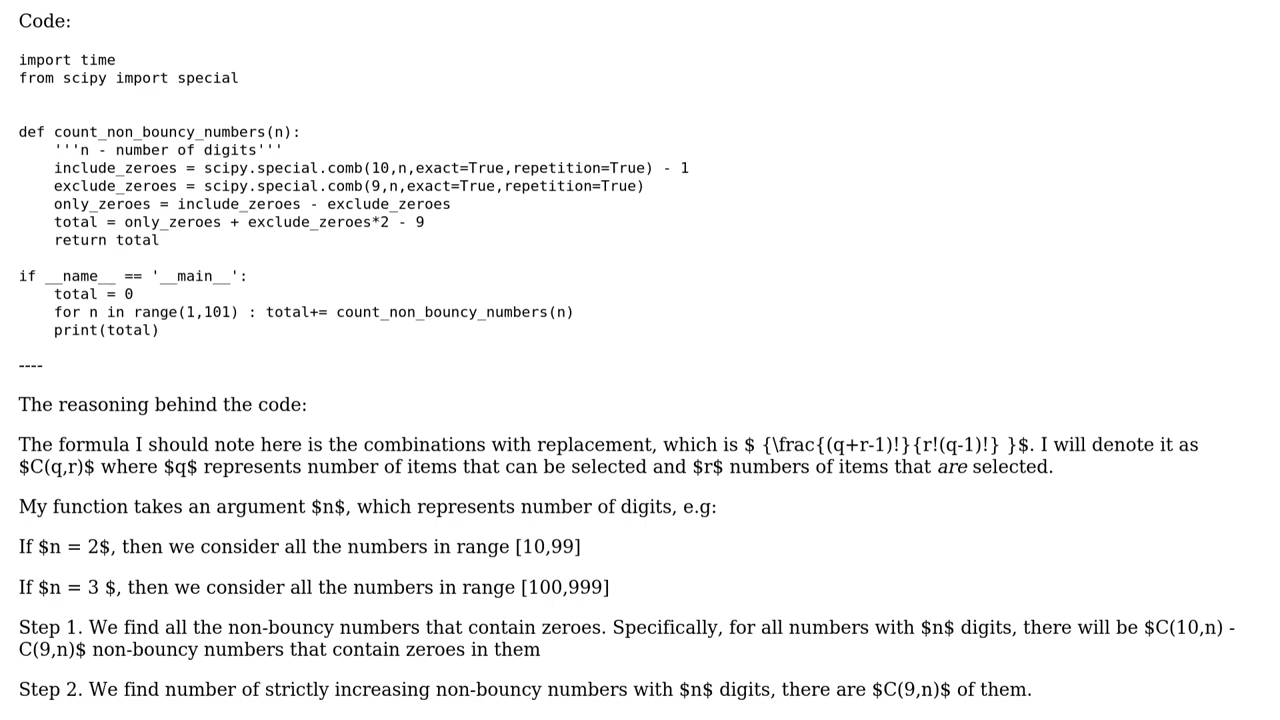 Code:
import time
from scipy import special
def count_non_bouncy_numbers(n):
    '''n - number of digits'''
    include_zeroes = scipy.special.comb(10,n,exact=True,repetition=True) - 1
    exclude_zeroes = scipy.special.comb(9,n,exact=True,repetition=True)
    only_zeroes = include_zeroes - exclude_zeroes
    total = only_zeroes + exclude_zeroes*2 - 9
    return total
if __name__ == '__main__':
    total = 0
    for n in range(1,101) : total+= count_non_bouncy_numbers(n)
    print(total)
----
The reasoning behind the code:
The formula I should note here is the combinations with replacement, which is $ {\frac{(q+r-1)!}{r!(q-1)!} }$. I will denote it as
$C(q,r)$ where $q$ represents number of items that can be selected and $r$ numbers of items that are selected.
My function takes an argument $n$, which represents number of digits, e.g:
If $n = 2$, then we consider all the numbers in range [10,99]
If $n = 3 $, then we consider all the numbers in range [100,999]
Step 1. We find all the non-bouncy numbers that contain zeroes. Specifically, for all numbers with $n$ digits, there will be $C(10,n) -
C(9,n)$ non-bouncy numbers that contain zeroes in them
Step 2. We find number of strictly increasing non-bouncy numbers with $n$ digits, there are $C(9,n)$ of them.